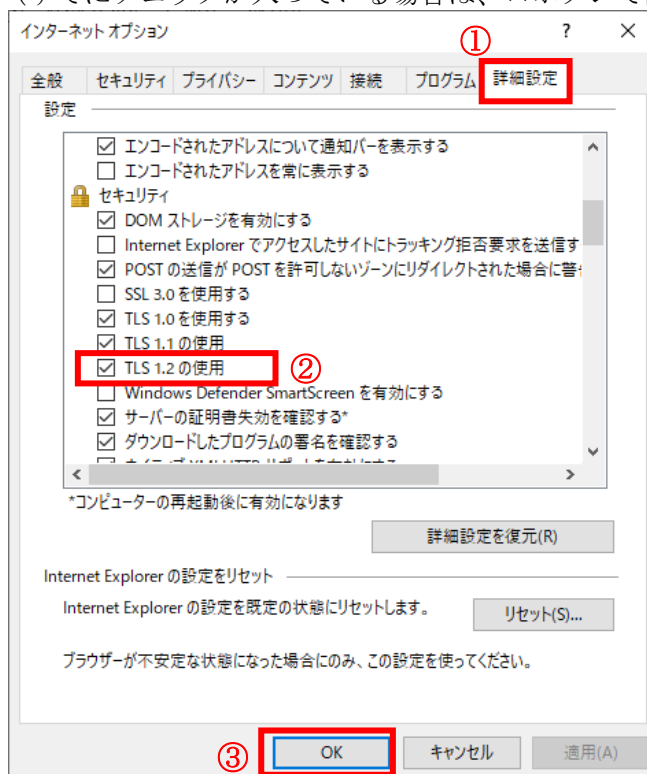 すでにチェックが入っている場合は、
インターネット オプション
①
? ×
全般 セキュリティ プライバシー コンテンツ 接続 プログラム 詳細設定
設定
エンコードされたアドレスについて通知バーを表示する
エンコードされたアドレスを常に表示する
セキュリティ
DOM ストレージを有効にする
Internet Explorer でアクセスしたサイトにトラッキング拒否要求を送信す
POST の送信が POST を許可しないゾーンにリダイレクトされた場合に警
SSL 3.0 を使用する
TLS 1.0 を使用する
TLS 1.1 の使用
TLS 1.2 の使用
②
Windows Defender SmartScreen を有効にする
サーバーの証明書失効を確認する*
ダウンロードしたプログラムの署名を確認する
*コンピューターの再起動後に有効になります
詳細設定を復元(R)
Internet Explorer の設定をリセット
Internet Explorer の設定を既定の状態にリセットします。
リセット(S)...
ブラウザーが不安定な状態になった場合にのみ、この設定を使ってください。
③
OK キャンセル 適用(A)